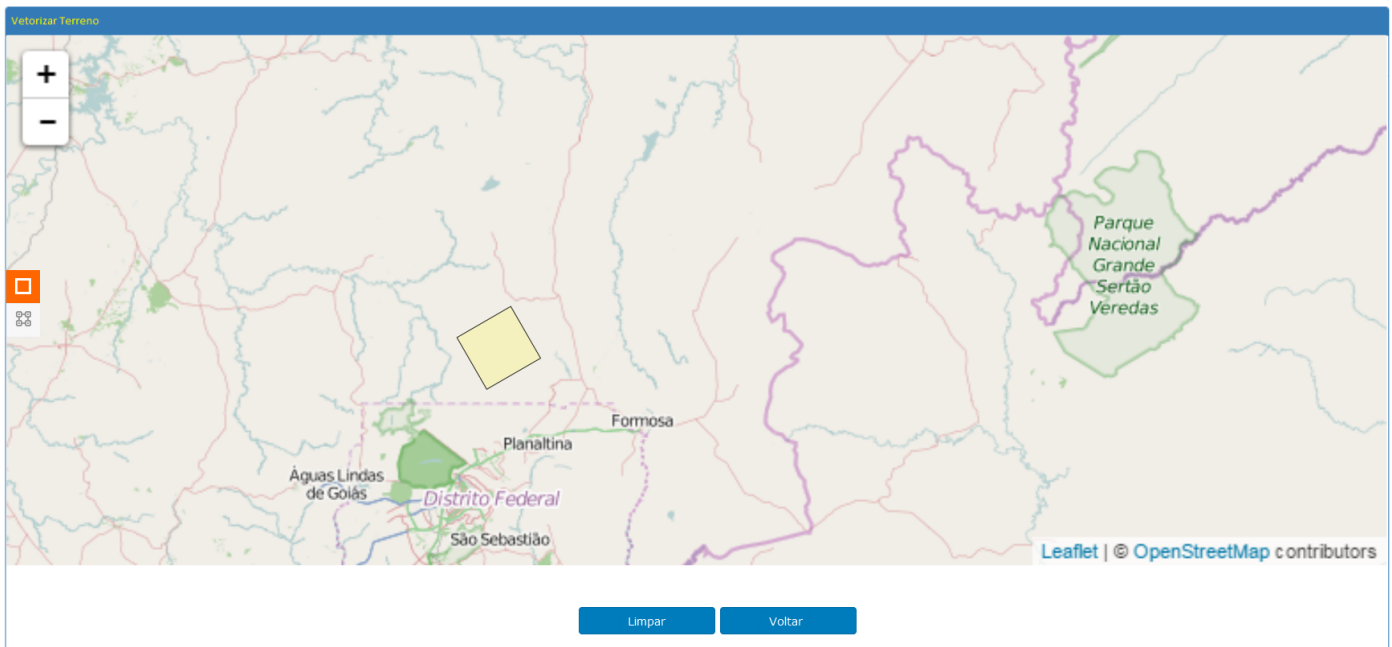 Vetorizar Terreno
+
−
Parque
Nacional
Grande
Sertão
Veredas
Formosa
Planaltina
Águas Lindas
de Goiás
Distrito Federal
São Sebastião
Leaflet | © OpenStreetMap contributors
Limpar
Voltar